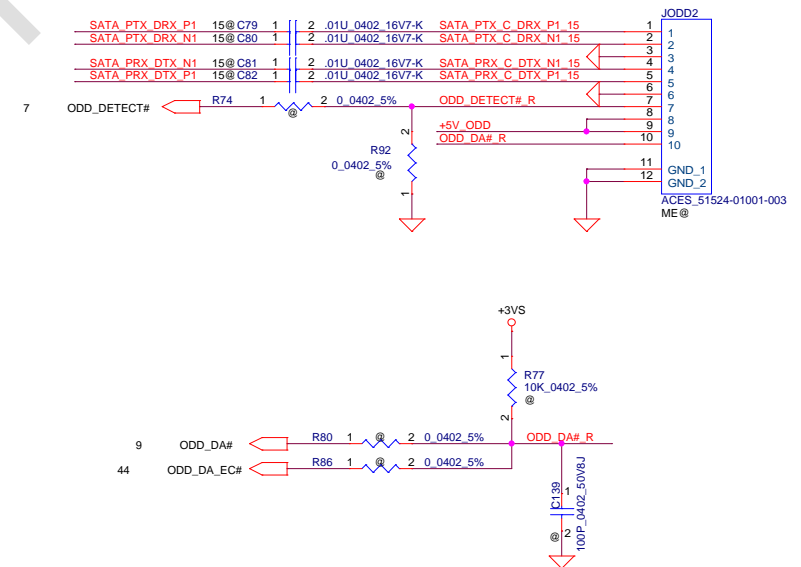 JODD2
SATA_PTX_DRX_P1 15@ C79 1 2 .01U_0402_16V7-K SATA_PTX_C_DRX_P1_15 1 1
SATA_PTX_DRX_N1 15@ C80 1 2 .01U_0402_16V7-K SATA_PTX_C_DRX_N1_15 2 2
3 3
SATA_PRX_DTX_N1 15@ C81 1 2 .01U_0402_16V7-K SATA_PRX_C_DTX_N1_15 4 4
SATA_PRX_DTX_P1 15@ C82 1 2 .01U_0402_16V7-K SATA_PRX_C_DTX_P1_15 5 5
6 6
7 ODD_DETECT# R74 1 2 0_0402_5% ODD_DETECT#_R 7 7
@
8 8
+5V_ODD 9 9
2
ODD_DA#_R 10 10
R92
0_0402_5%
@
1
11 GND_1
12 GND_2
ACES_51524-01001-003
ME@
+3VS
1
R77
10K_0402_5%
@
2
9 ODD_DA# R80 1 @ 2 0_0402_5% ODD_DA#_R
44 ODD_DA_EC# R86 1 @ 2 0_0402_5%
C139
1
100P_0402_50V8J
@ 2